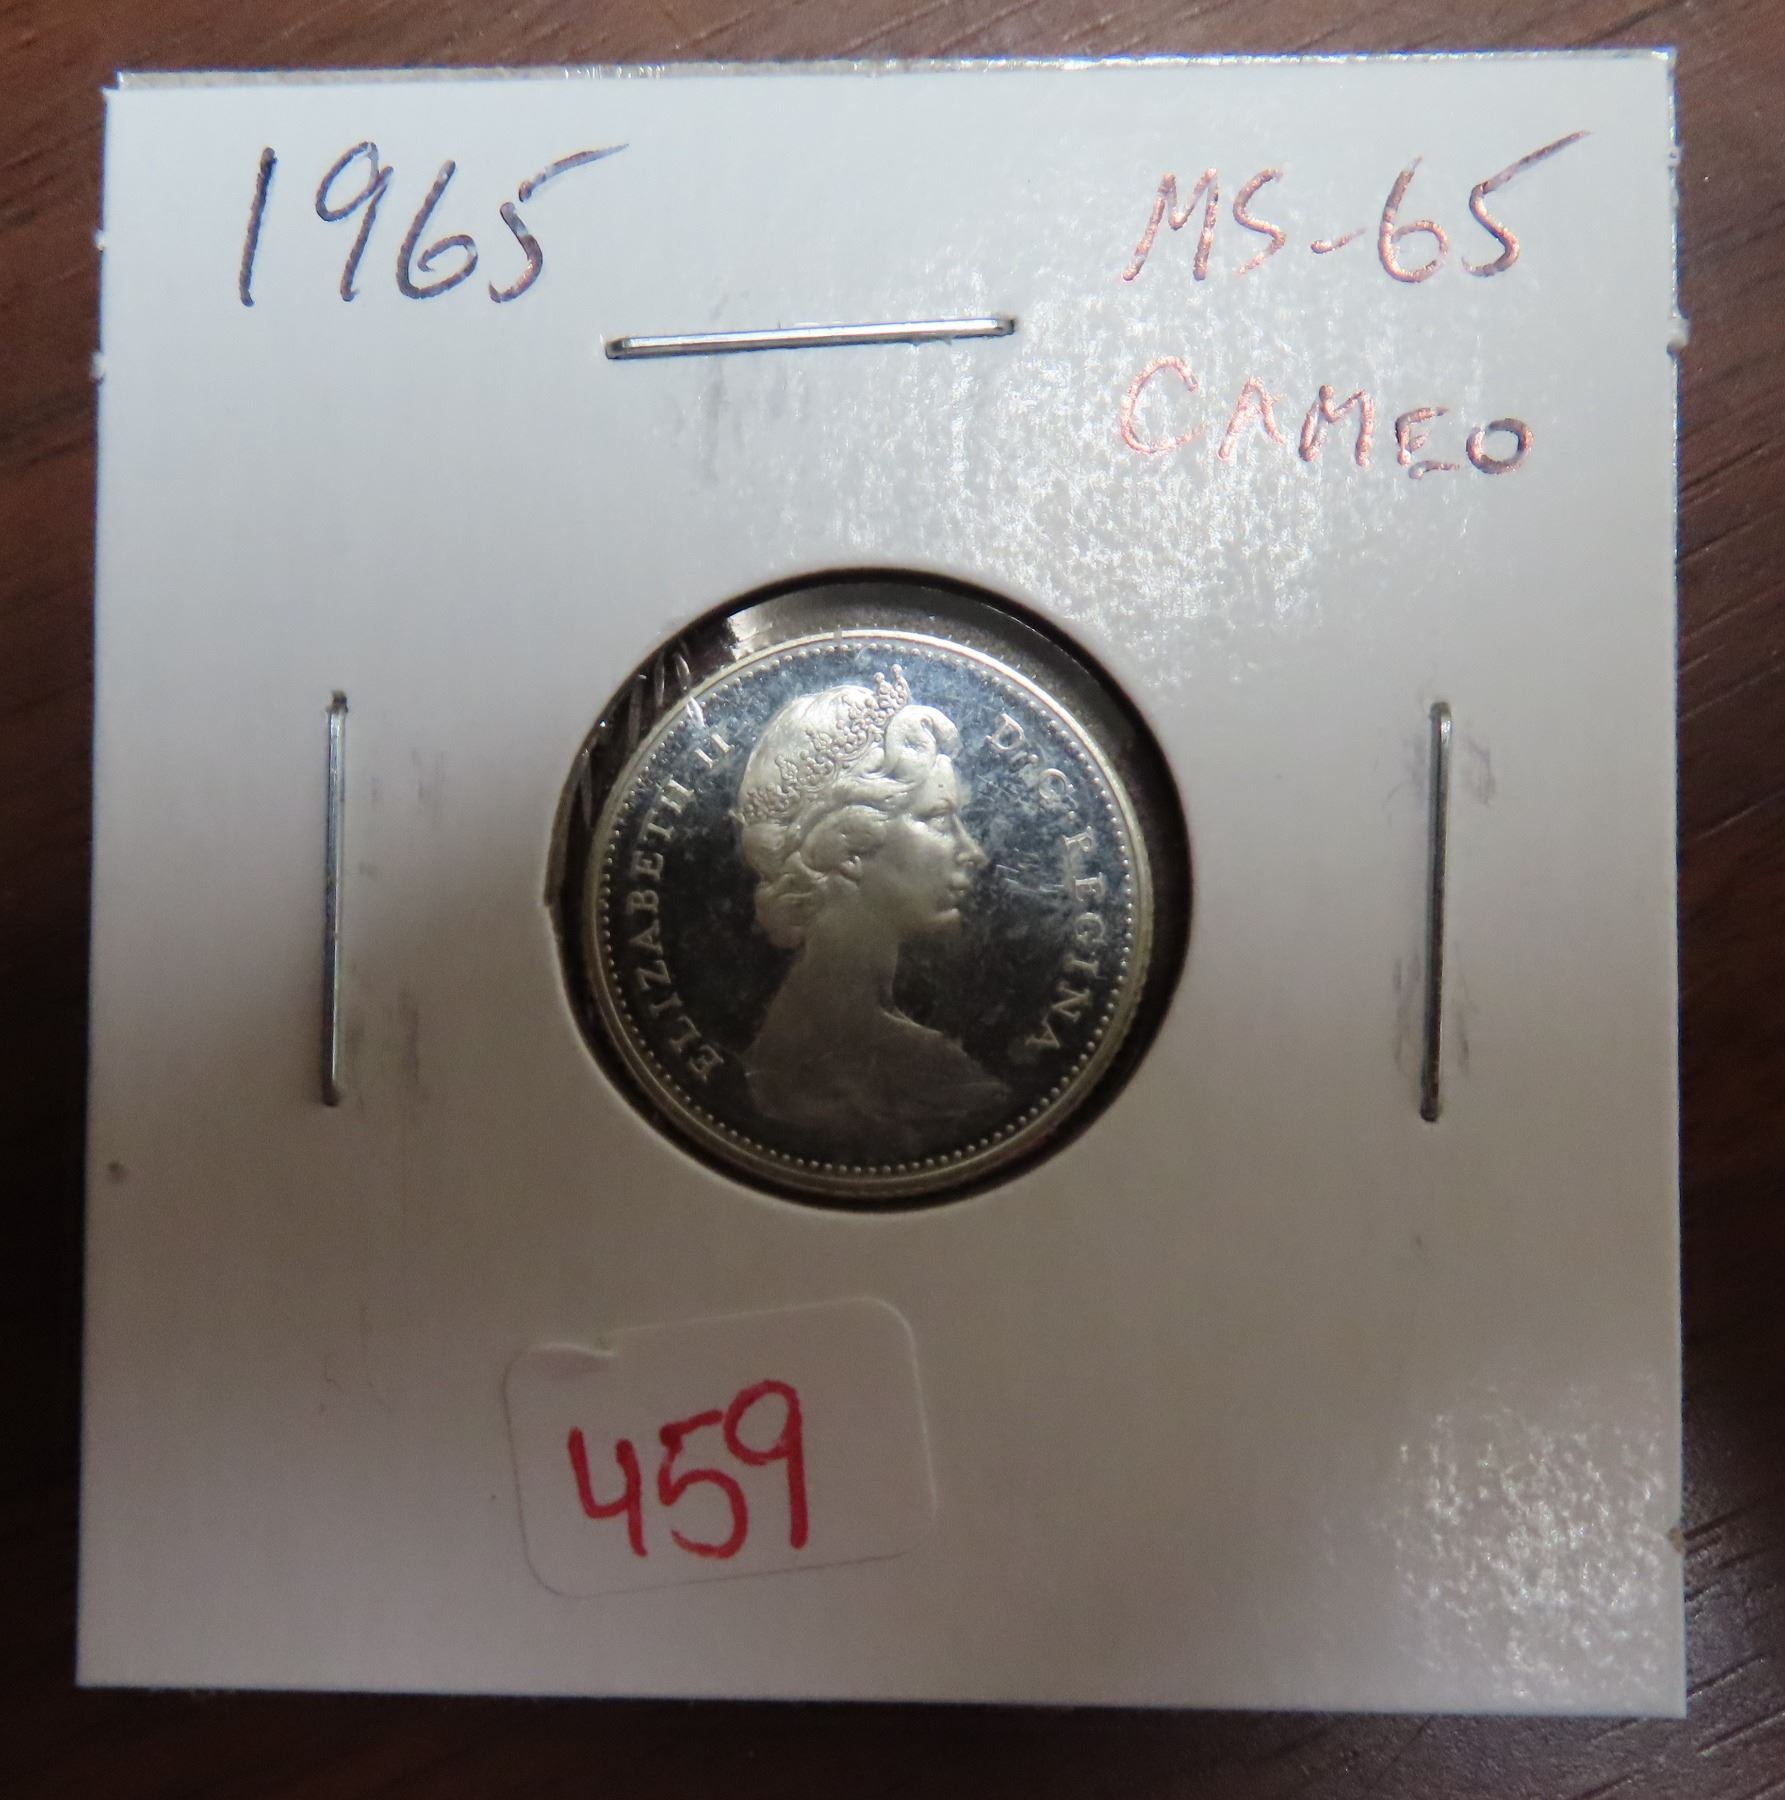 1965
MS-65
CAMEO
ELIZABETH II
D. G. REGINA
459